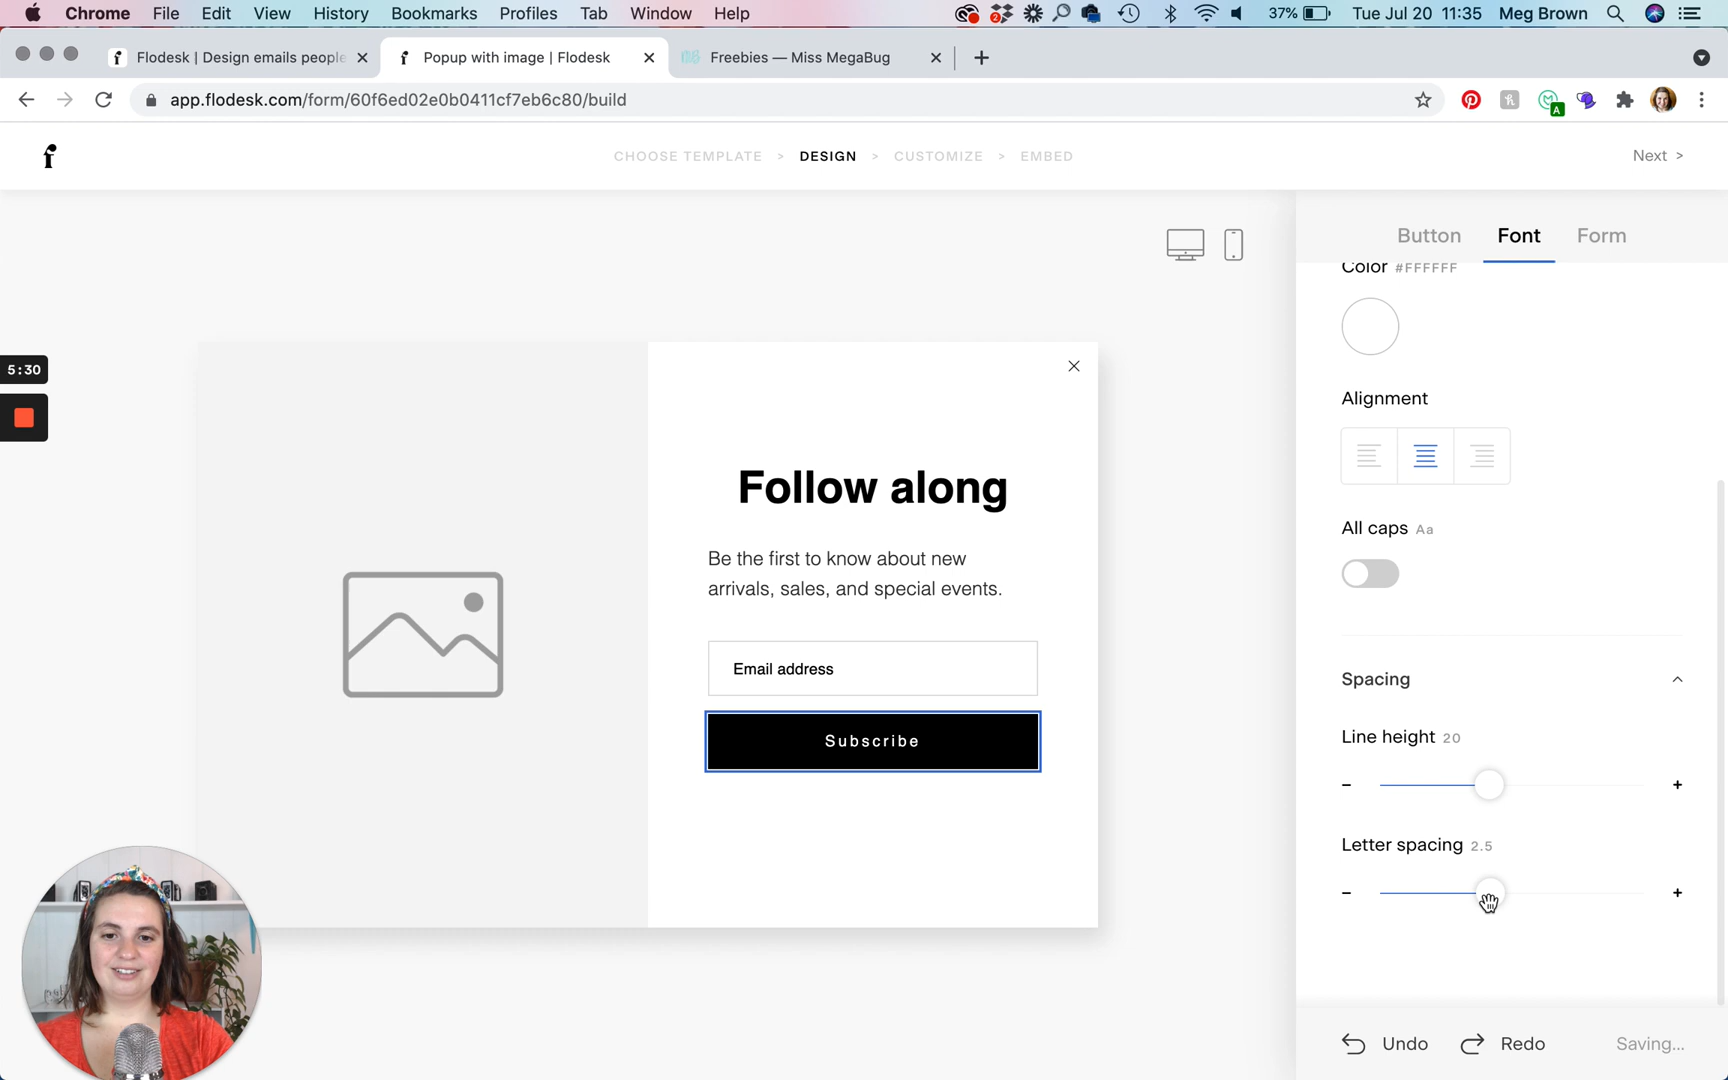 Chrome File Edit View History Bookmarks Profiles Tab Window Help 2 37% Tue Jul 20 11:35 Meg Brown
Flodesk | Design emails people
Popup with image | Flodesk
Freebies — Miss MegaBug
app.flodesk.com/form/60f6ed02e0b0411cf7eb6c80/build
A
f
CHOOSE TEMPLATE > DESIGN > CUSTOMIZE > EMBED
Next >
Button Font Form
Color #FFFFFF
5:30
Alignment
Follow along
All caps Aa
Be the first to know about new
arrivals, sales, and special events.
Email address
Spacing
Subscribe
Line height 20
- +
Letter spacing 2.5
- +
Undo Redo Saving...